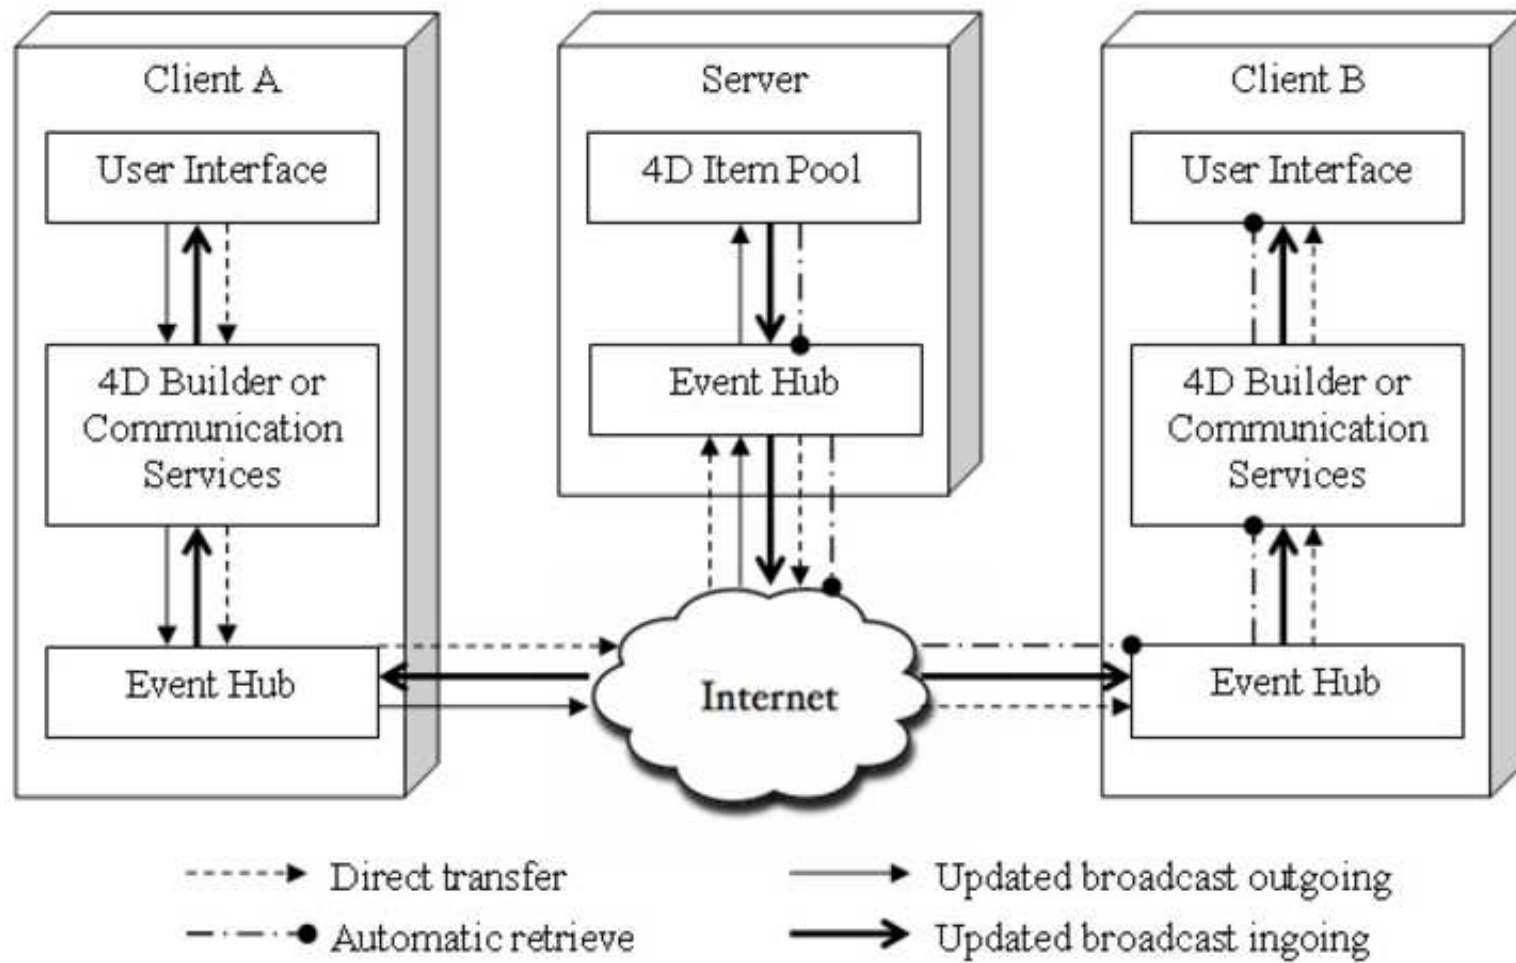 Client A
User Interface
4D Builder or
Communication
Services
Event Hub
Server
4D Item Pool
Event Hub
Internet
Client B
User Interface
4D Builder or
Communication
Services
Event Hub
Direct transfer
Automatic retrieve
Updated broadcast outgoing
Updated broadcast ingoing